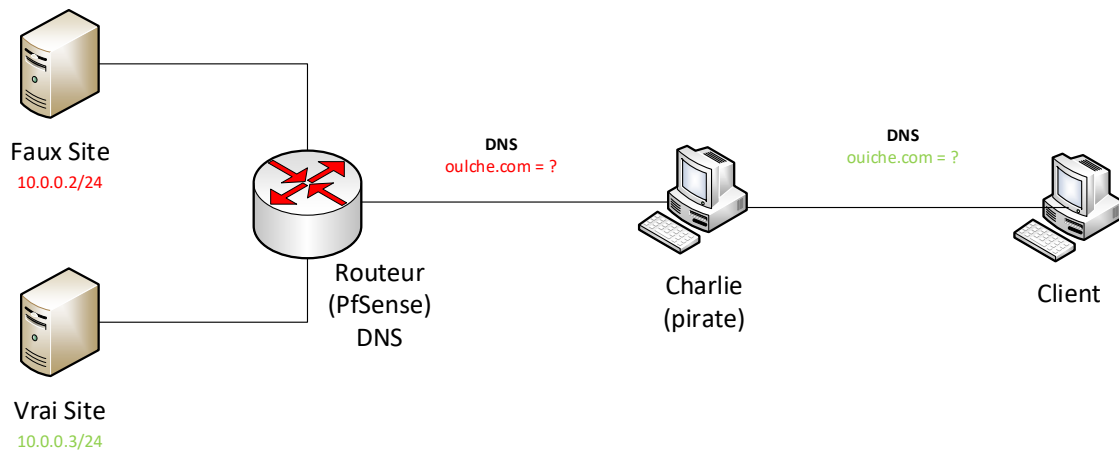 Faux Site
10.0.0.2/24
Vrai Site
10.0.0.3/24
Routeur
(PfSense)
DNS
DNS
oulche.com = ?
Charlie
(pirate)
DNS
ouiche.com = ?
Client